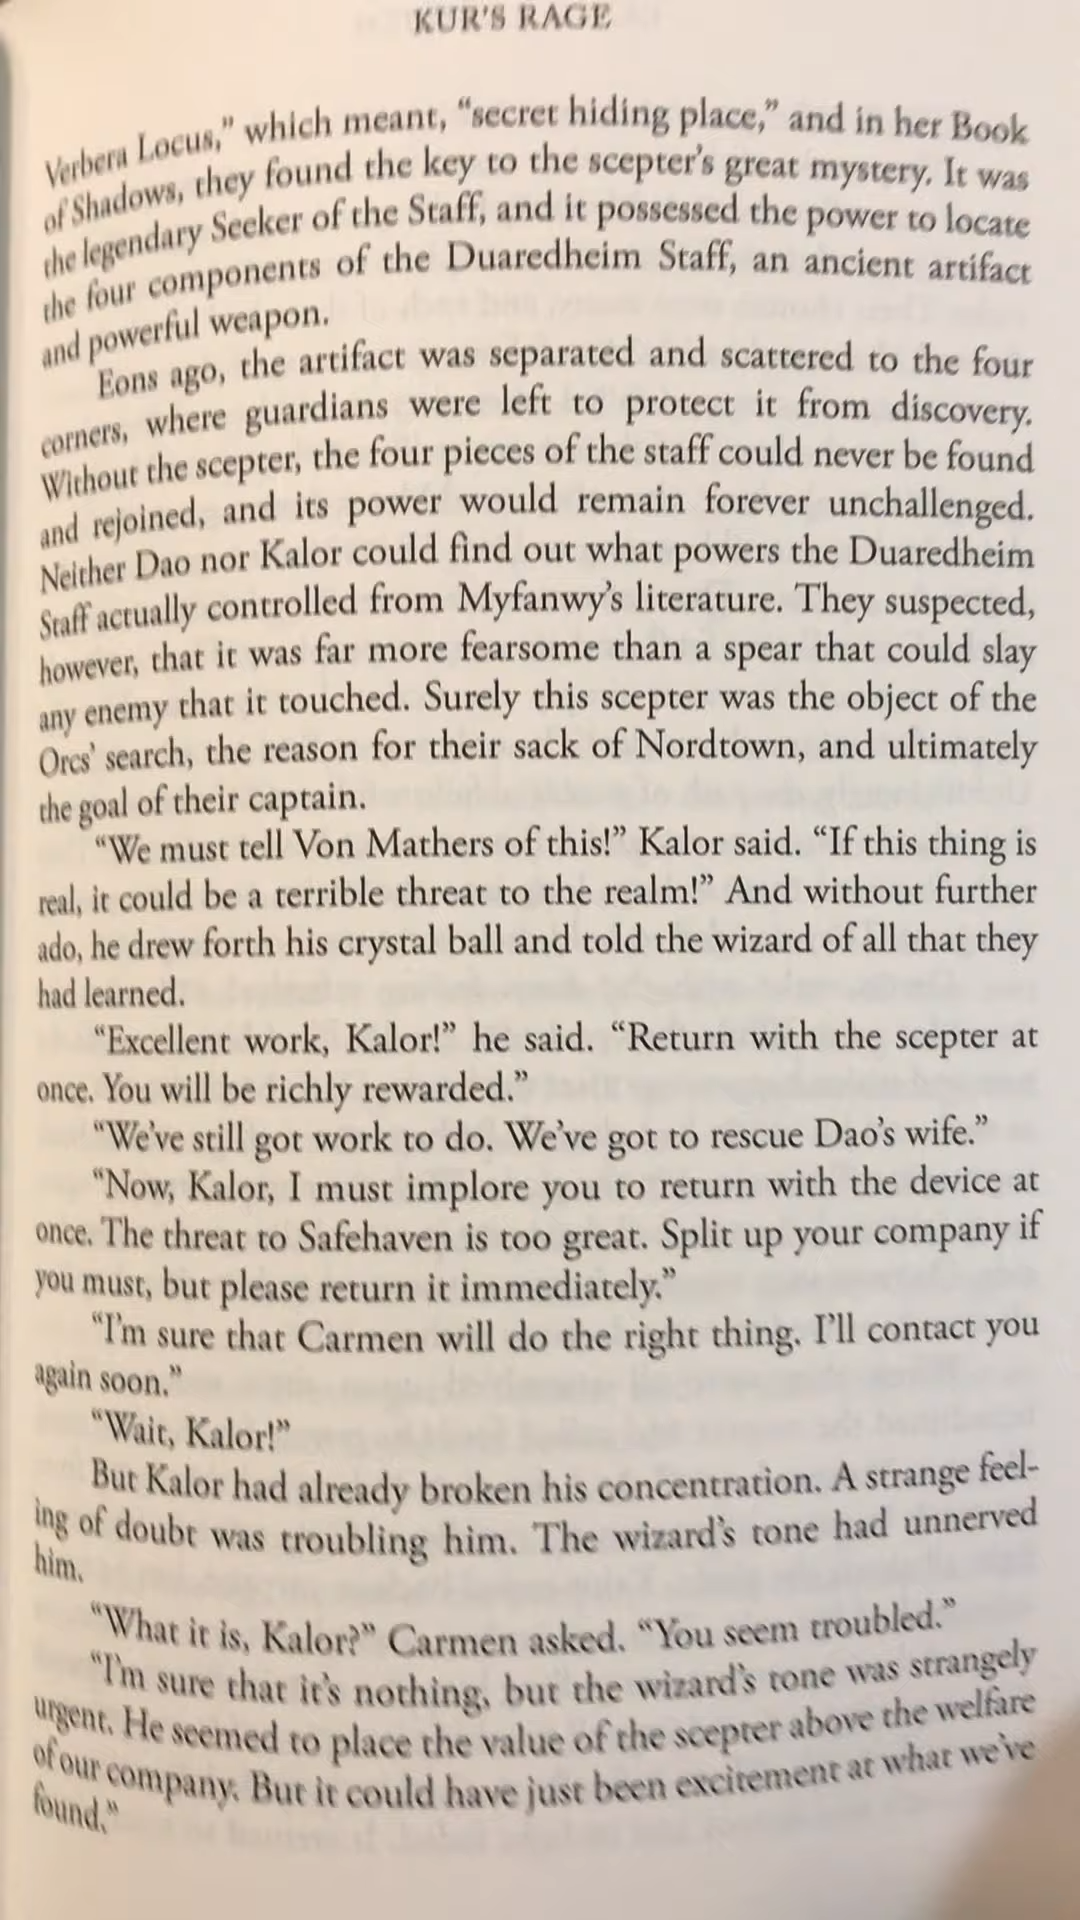 KUR'S RAGE
Verbera Locus,” which meant, “secret hiding place,” and in her Book
of Shadows, they found the key to the scepter’s great mystery. It was
the legendary Seeker of the Staff, and it possessed the power to locate
the four components of the Duaredheim Staff, an ancient artifact
and powerful weapon.
Eons ago, the artifact was separated and scattered to the four
corners, where guardians were left to protect it from discovery.
Without the scepter, the four pieces of the staff could never be found
and rejoined, and its power would remain forever unchallenged.
Neither Dao nor Kalor could find out what powers the Duaredheim
Staff actually controlled from Myfanwy’s literature. They suspected,
however, that it was far more fearsome than a spear that could slay
any enemy that it touched. Surely this scepter was the object of the
Orcs’ search, the reason for their sack of Nordtown, and ultimately
the goal of their captain.
“We must tell Von Mathers of this!” Kalor said. “If this thing is
real, it could be a terrible threat to the realm!” And without further
ado, he drew forth his crystal ball and told the wizard of all that they
had learned.
“Excellent work, Kalor!” he said. “Return with the scepter at
once. You will be richly rewarded.”
“We’ve still got work to do. We’ve got to rescue Dao’s wife.”
“Now, Kalor, I must implore you to return with the device at
once. The threat to Safehaven is too great. Split up your company if
you must, but please return it immediately.”
“I’m sure that Carmen will do the right thing. I’ll contact you
again soon.”
“Wait, Kalor!”
But Kalor had already broken his concentration. A strange feel-
ing of doubt was troubling him. The wizard’s tone had unnerved
him.
“What it is, Kalor?” Carmen asked. “You seem troubled.”
“I’m sure that it’s nothing, but the wizard’s tone was strangely
urgent. He seemed to place the value of the scepter above the welfare
of our company. But it could have just been excitement at what we’ve
found.”